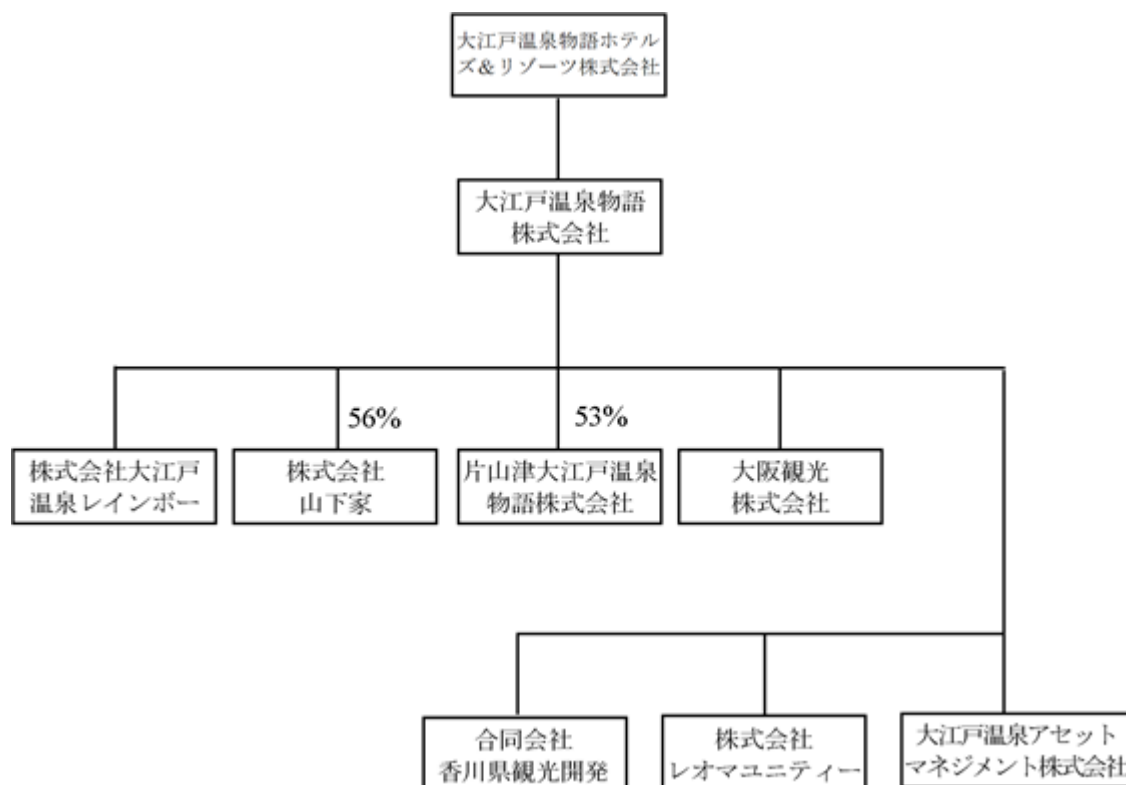 大江戸温泉物語ホテル
ズ&リゾーツ株式会社
大江戸温泉物語
株式会社
56%
53%
株式会社大江戸
温泉レインボー
株式会社
山下家
片山津大江戸温泉
物語株式会社
大阪観光
株式会社
合同会社
香川県観光開発
株式会社
レオマユニティー
大江戸温泉アセット
マネジメント株式会社